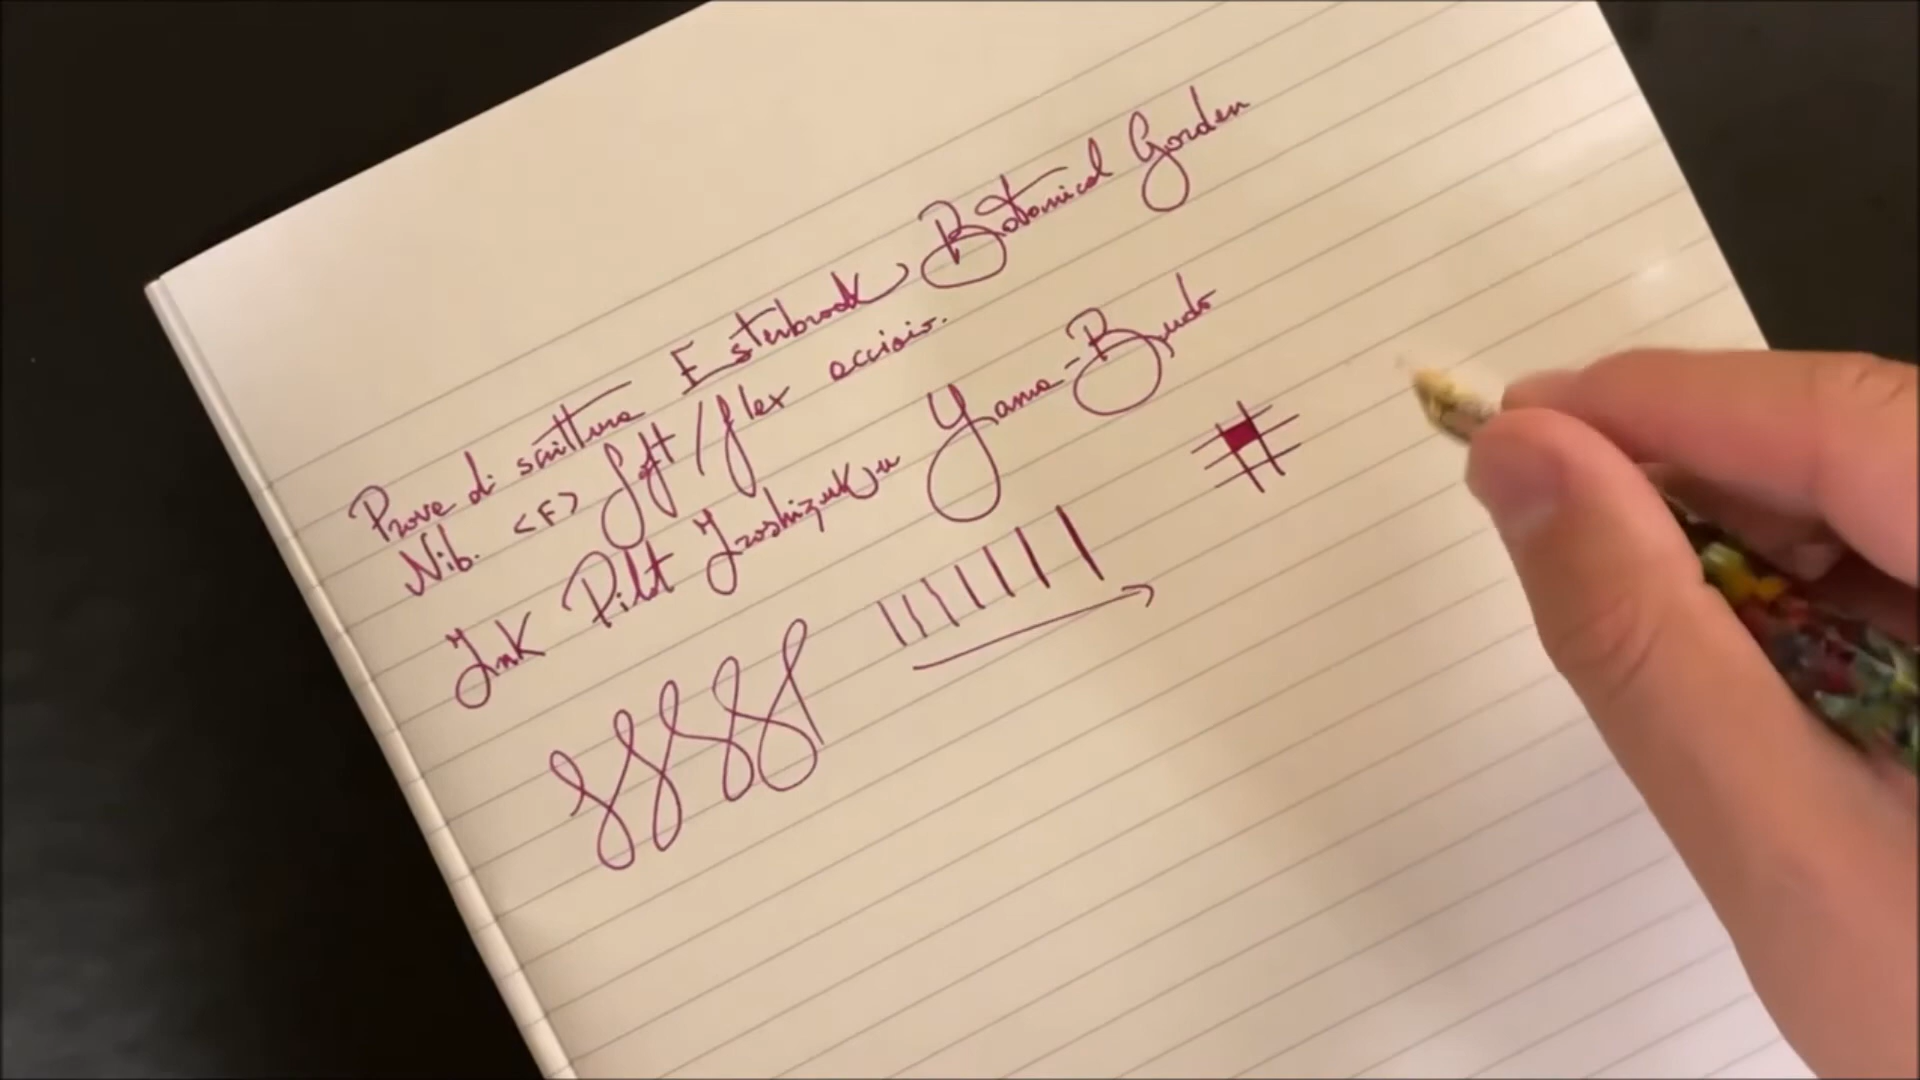 Prove di scrittura Esterbrook Botanical Garden
Nib. <F> Soft/flex acciaio.
Ink Pilot Iroshizuku Yama-Budo